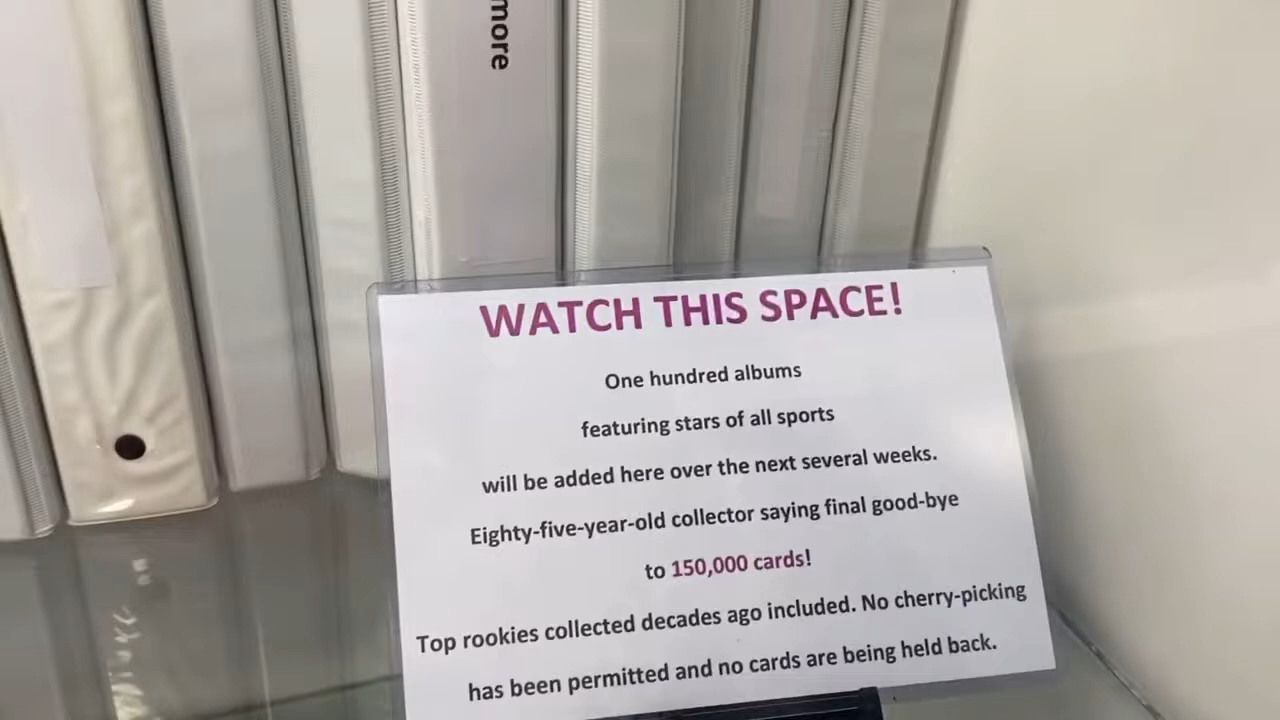 more
WATCH THIS SPACE!
One hundred albums
featuring stars of all sports
will be added here over the next several weeks.
Eighty-five-year-old collector saying final good-bye
to 150,000 cards!
Top rookies collected decades ago included. No cherry-picking
has been permitted and no cards are being held back.